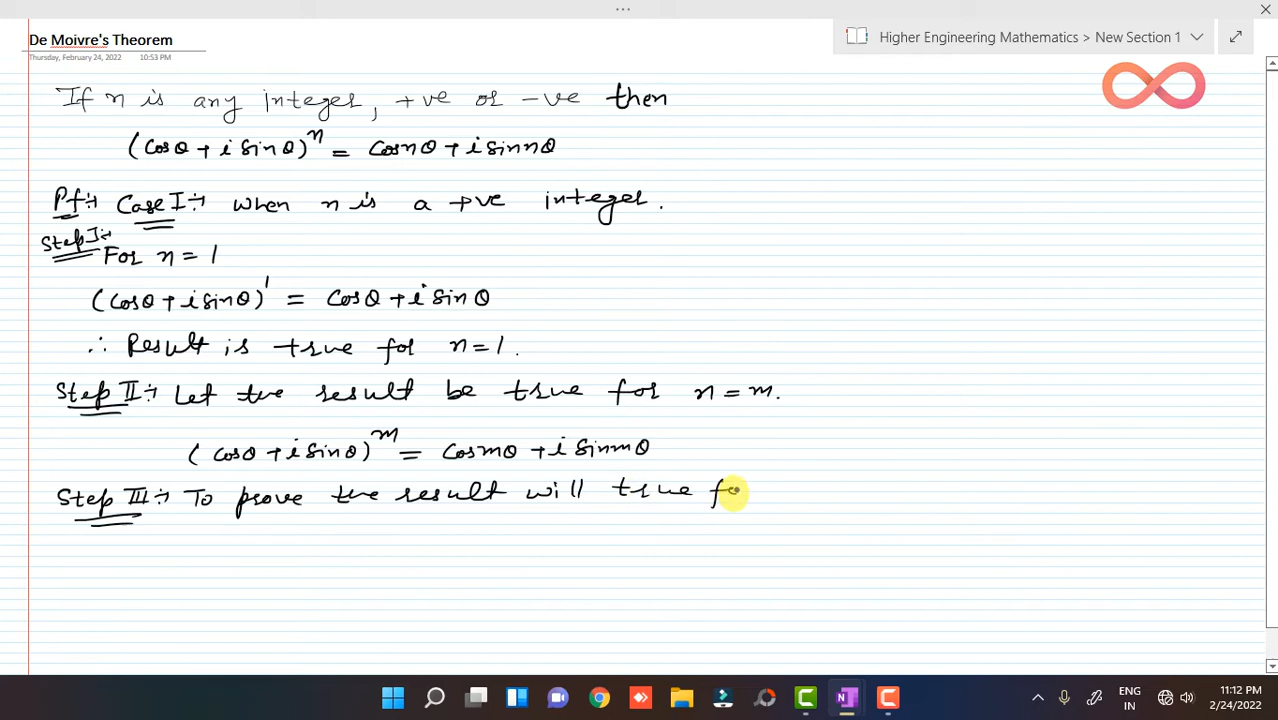 De Moivre's Theorem
Thursday, February 24, 2022 10:53 PM
Higher Engineering Mathematics > New Section 1
If n is any integer, +ve or -ve then
(cosθ + i sinθ)^n = cosnθ + i sinnθ
Pf:- Case I:- when n is a +ve integer.
Step I:-
For n = 1
(cosθ + i sinθ)^1 = cosθ + i sinθ
∴ Result is true for n = 1.
Step II:- Let the result be true for n = m.
(cosθ + i sinθ)^m = cosmθ + i sinmθ
Step III:- To prove the result will true fo
ENG
IN
11:12 PM
2/24/2022